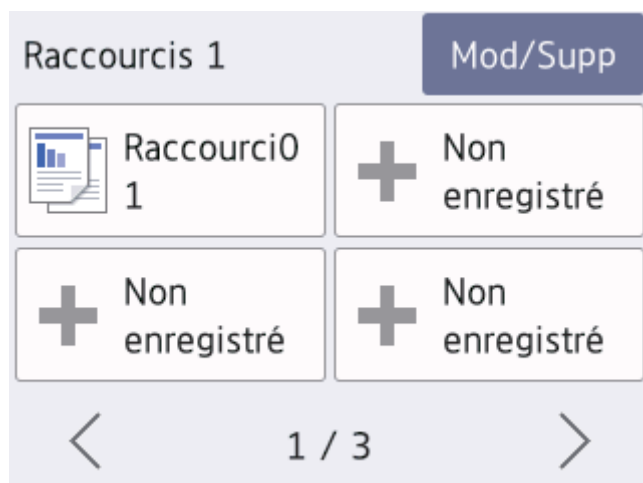 Raccourcis 1
Mod/Supp
Raccourci0
1
Non
enregistré
Non
enregistré
Non
enregistré
1 / 3